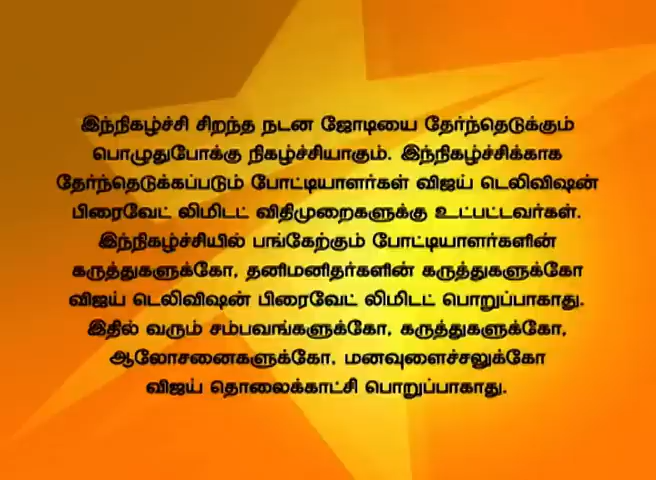 இந்நிகழ்ச்சி சிறந்த நடன ஜோடியை தேர்ந்தெடுக்கும்
பொழுதுபோக்கு நிகழ்ச்சியாகும். இந்நிகழ்ச்சிக்காக
தேர்ந்தெடுக்கப்படும் போட்டியாளர்கள் விஜய் டெலிவிஷன்
பிரைவேட் லிமிடட் விதிமுறைகளுக்கு உட்பட்டவர்கள்.
இந்நிகழ்ச்சியில் பங்கேற்கும் போட்டியாளர்களின்
கருத்துகளுக்கோ, தனிமனிதர்களின் கருத்துகளுக்கோ
விஜய் டெலிவிஷன் பிரைவேட் லிமிடட் பொறுப்பாகாது.
இதில் வரும் சம்பவங்களுக்கோ, கருத்துகளுக்கோ,
ஆலோசனைகளுக்கோ, மனவுளைச்சலுக்கோ
விஜய் தொலைக்காட்சி பொறுப்பாகாது.